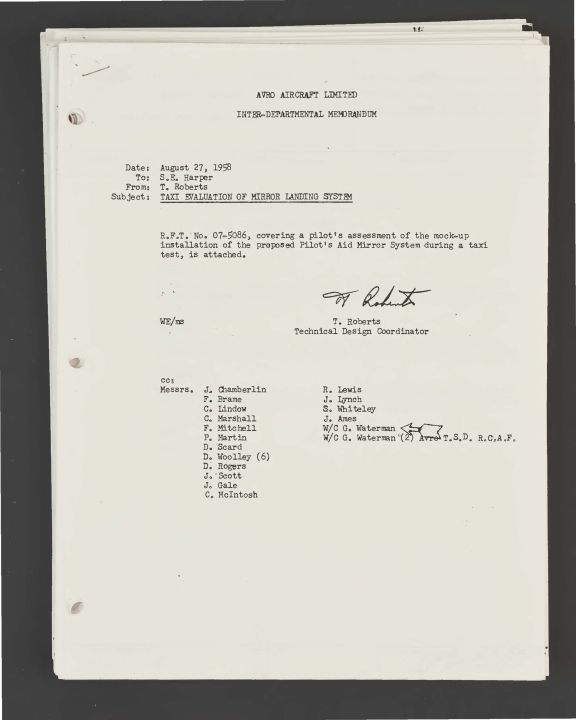 AVRO AIRCRAFT LIMITED
INTER-DEPARTMENTAL MEMORANDUM
Date: August 27, 1958
To: S.E. Harper
From: T. Roberts
Subject: TAXI EVALUATION OF MIRROR LANDING SYSTEM
R.F.T. No. 07-5086, covering a pilot's assessment of the mock-up
installation of the proposed Pilot's Aid Mirror System during a taxi
test, is attached.
T Roberts
WE/ms T. Roberts
Technical Design Coordinator
cc:
Messrs. J. Chamberlin R. Lewis
F. Brame J. Lynch
C. Lindow S. Whiteley
C. Marshall J. Ames
F. Mitchell W/C G. Waterman
P. Martin W/C G. Waterman (2) Avro T.S.D. R.C.A.F.
D. Scard
D. Woolley (6)
D. Rogers
J. Scott
J. Gale
C. McIntosh